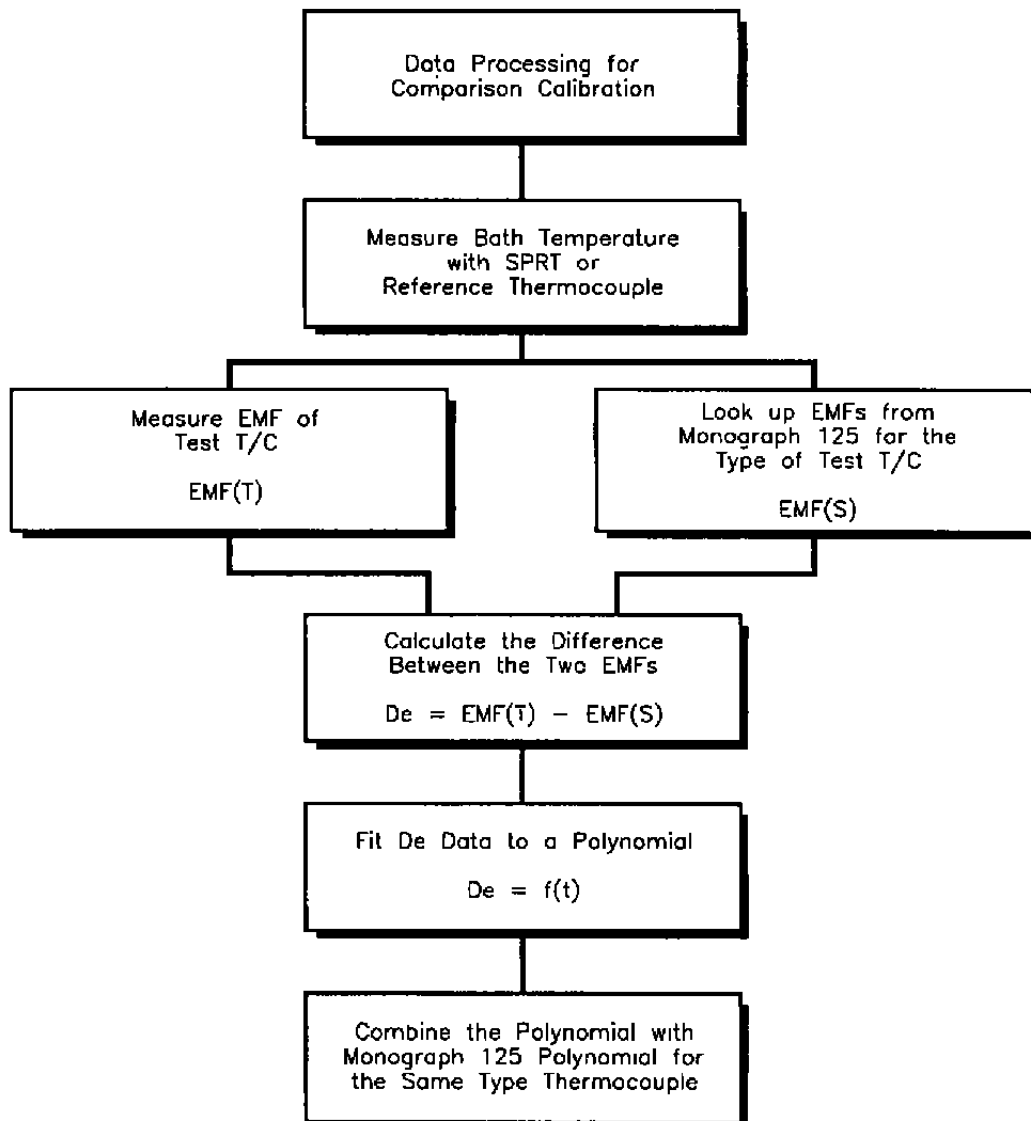 Data Processing for
Comparison Calibration
Measure Bath Temperature
with SPRT or
Reference Thermocouple
Measure EMF of
Test T/C
EMF(T)
Look up EMFs from
Monograph 125 for the
Type of Test T/C
EMF(S)
Calculate the Difference
Between the Two EMFs
De = EMF(T) − EMF(S)
Fit De Data to a Polynomial
De = f(t)
Combine the Polynomial with
Monograph 125 Polynomial for
the Same Type Thermocouple